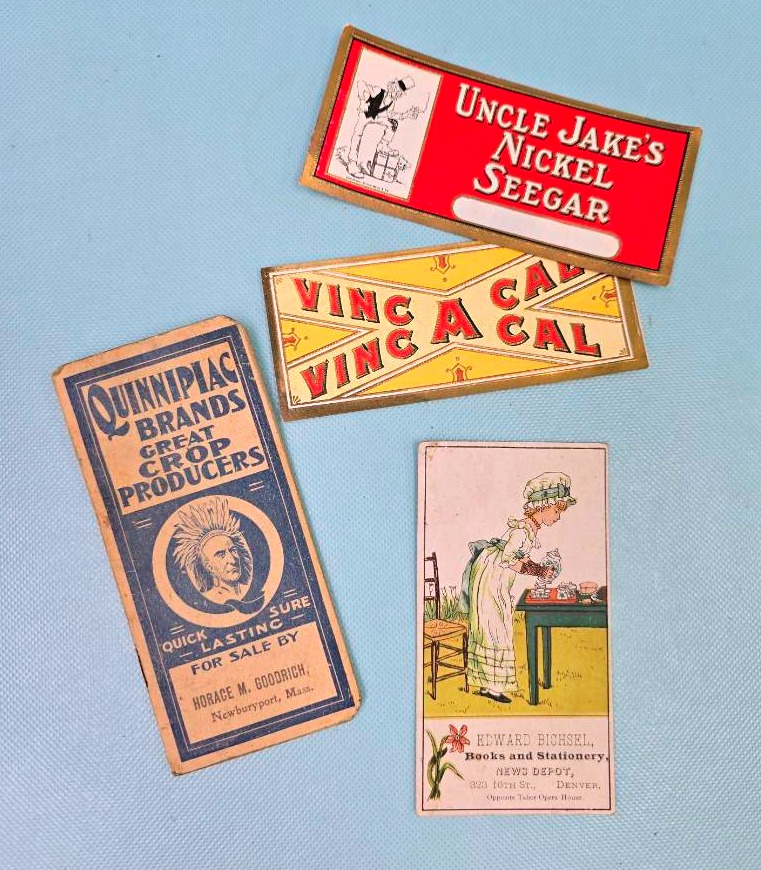 UNCLE JAKE'S
NICKEL
SEEGAR
VINC A CAL
VINC CAL
QUINNIPIAC
BRANDS
GREAT
CROP
PRODUCERS
QUICK
LASTING
SURE
FOR SALE BY
HORACE M. GOODRICH,
Newburyport, Mass.
EDWARD BICHSEL,
Books and Stationery,
NEWS DEPOT,
323 16TH ST., DENVER,
Opposite Tabor Opera House.